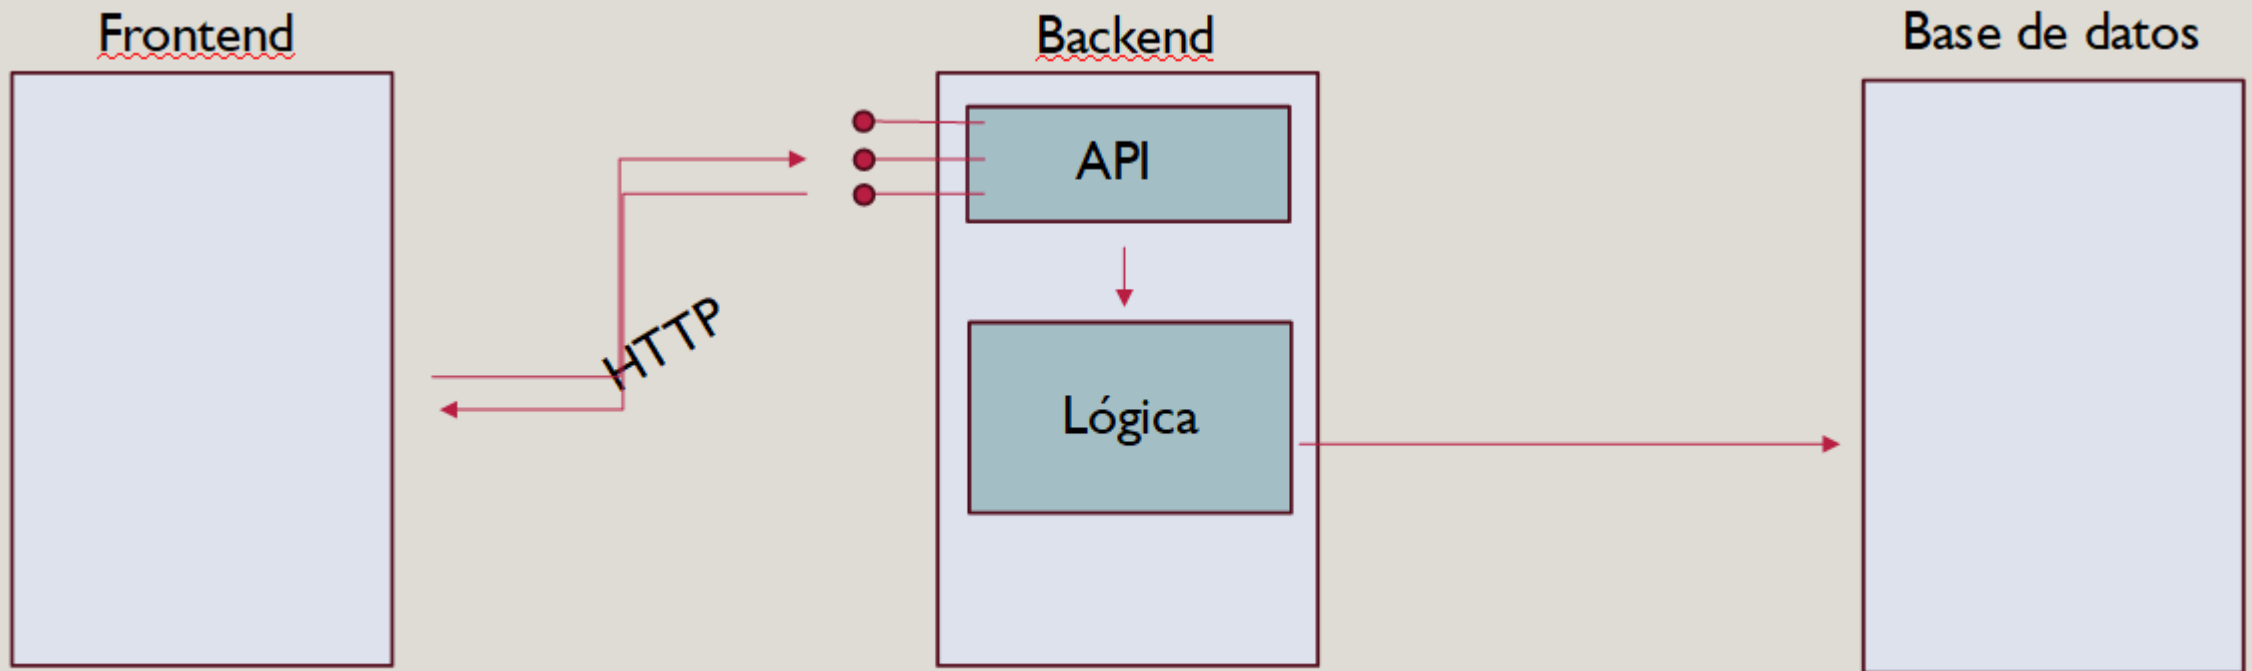 Frontend
Backend
Base de datos
API
HTTP
Lógica